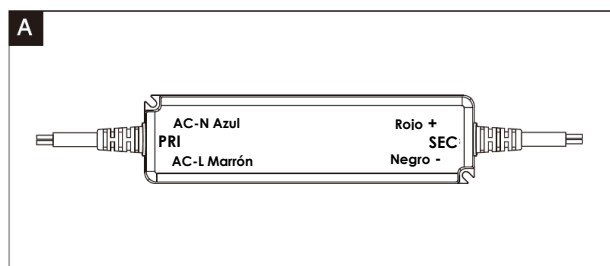 A
AC-N Azul
Rojo +
PRI
SEC
AC-L Marrón
Negro -